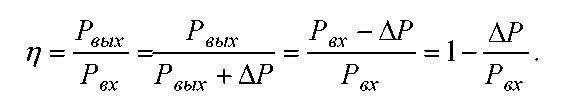 η = P_вых / P_вх = P_вых / (P_вых + ΔP) = (P_вх − ΔP) / P_вх = 1 − ΔP / P_вх .